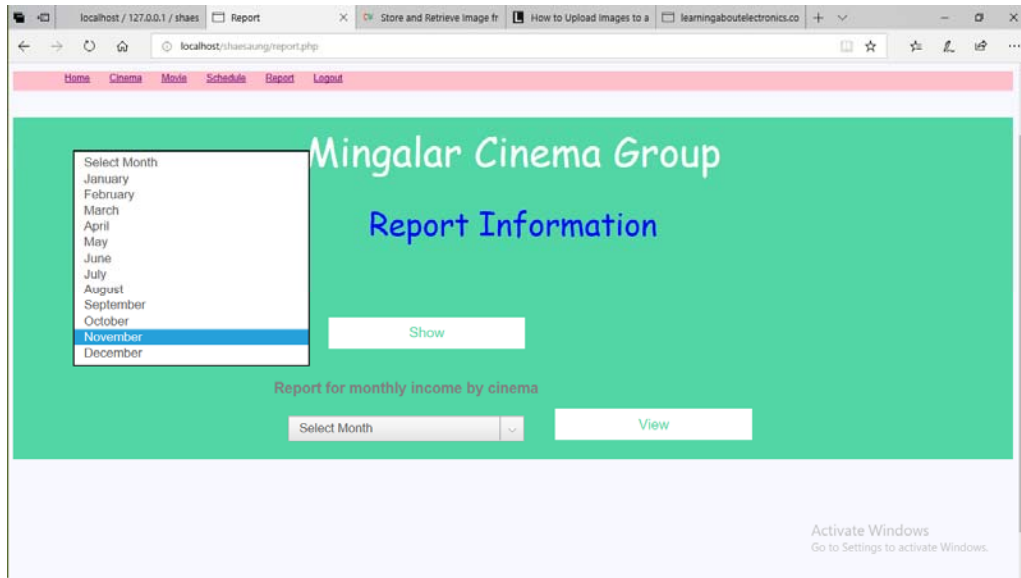 localhost / 127.0.0.1 / shaes
Report
Store and Retrieve Image fr
How to Upload Images to a
learningaboutelectronics.co
localhost/shaesaung/report.php
Home Cinema Movie Schedule Report Logout
Mingalar Cinema Group
Report Information
Select Month
January
February
March
April
May
June
July
August
September
October
November
December
Show
Report for monthly income by cinema
Select Month
View
Activate Windows
Go to Settings to activate Windows.